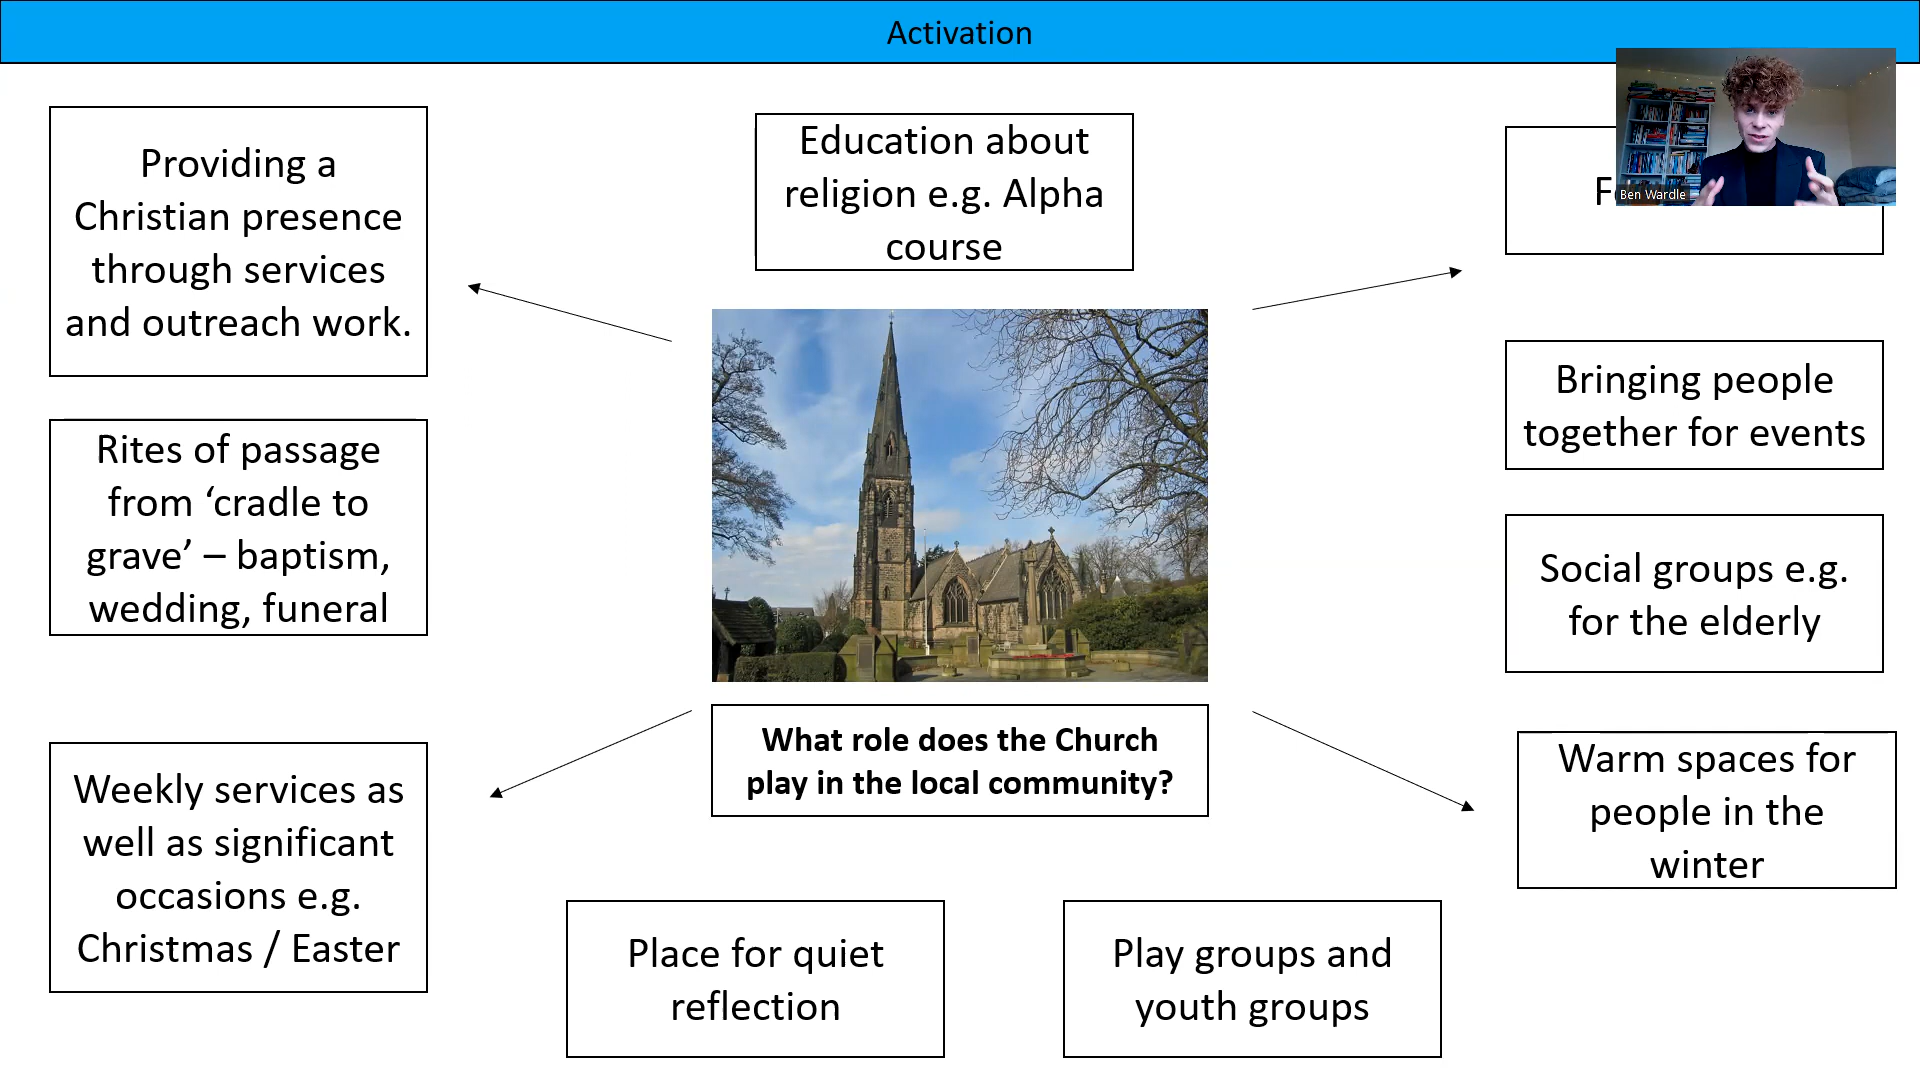 Activation
Providing a
Christian presence
through services
and outreach work.
Education about
religion e.g. Alpha
course
Ben Wardle
Rites of passage
from ‘cradle to
grave’ – baptism,
wedding, funeral
Bringing people
together for events
Social groups e.g.
for the elderly
What role does the Church
play in the local community?
Weekly services as
well as significant
occasions e.g.
Christmas / Easter
Warm spaces for
people in the
winter
Place for quiet
reflection
Play groups and
youth groups